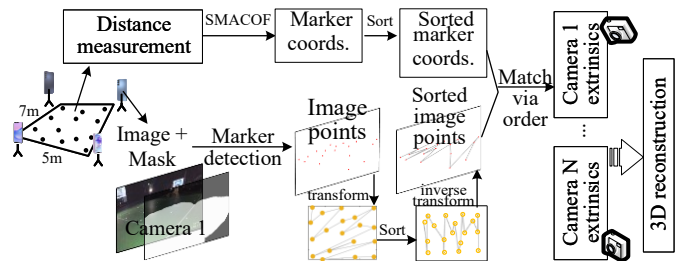 Distance
measurement
SMACOF
Marker
coords.
Sort
Sorted
marker
coords.
Match
via
order
Camera 1
extrinsics
...
Camera N
extrinsics
3D reconstruction
7m
5m
Image +
Mask
Camera 1
Marker
detection
Image
points
transform
Sort
inverse
transform
Sorted
image
points